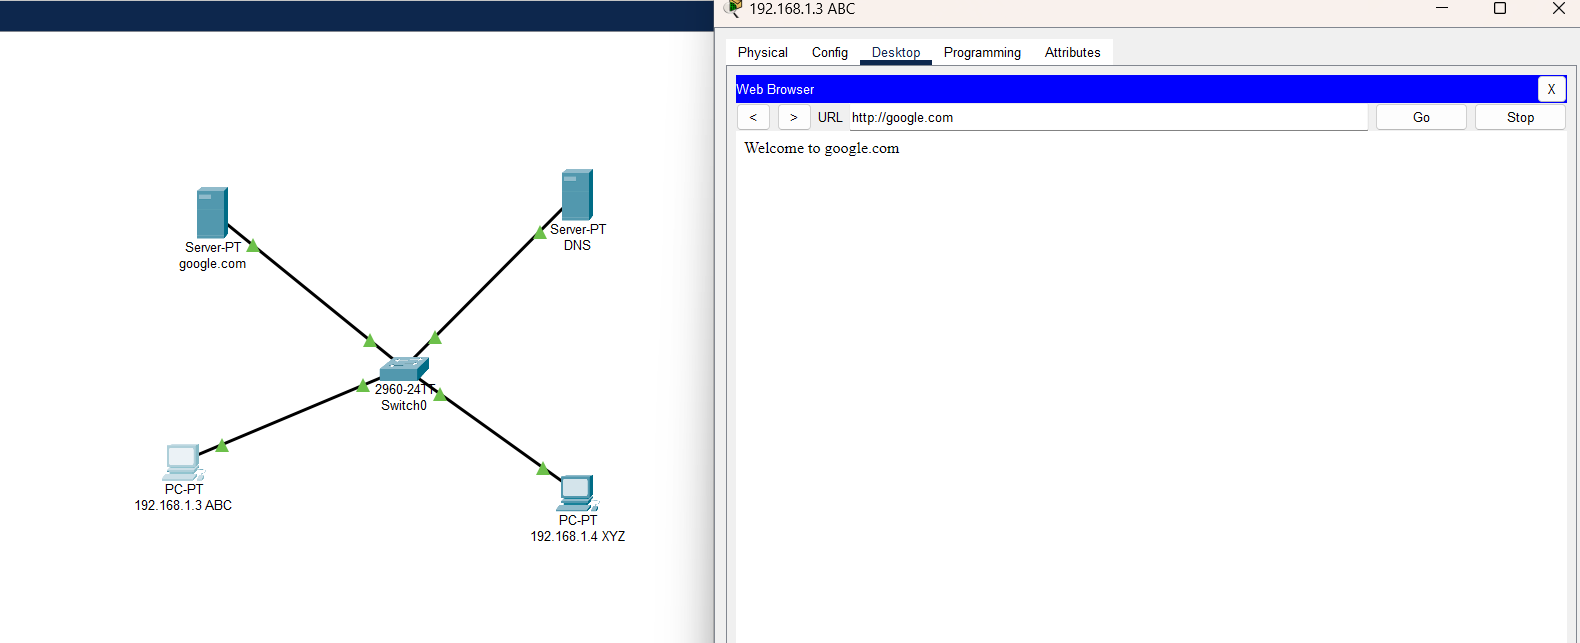 Server-PT
google.com
Server-PT
DNS
2960-24TT
Switch0
PC-PT
192.168.1.3 ABC
PC-PT
192.168.1.4 XYZ
192.168.1.3 ABC
Physical Config Desktop Programming Attributes
Web Browser X
< > URL http://google.com Go Stop
Welcome to google.com